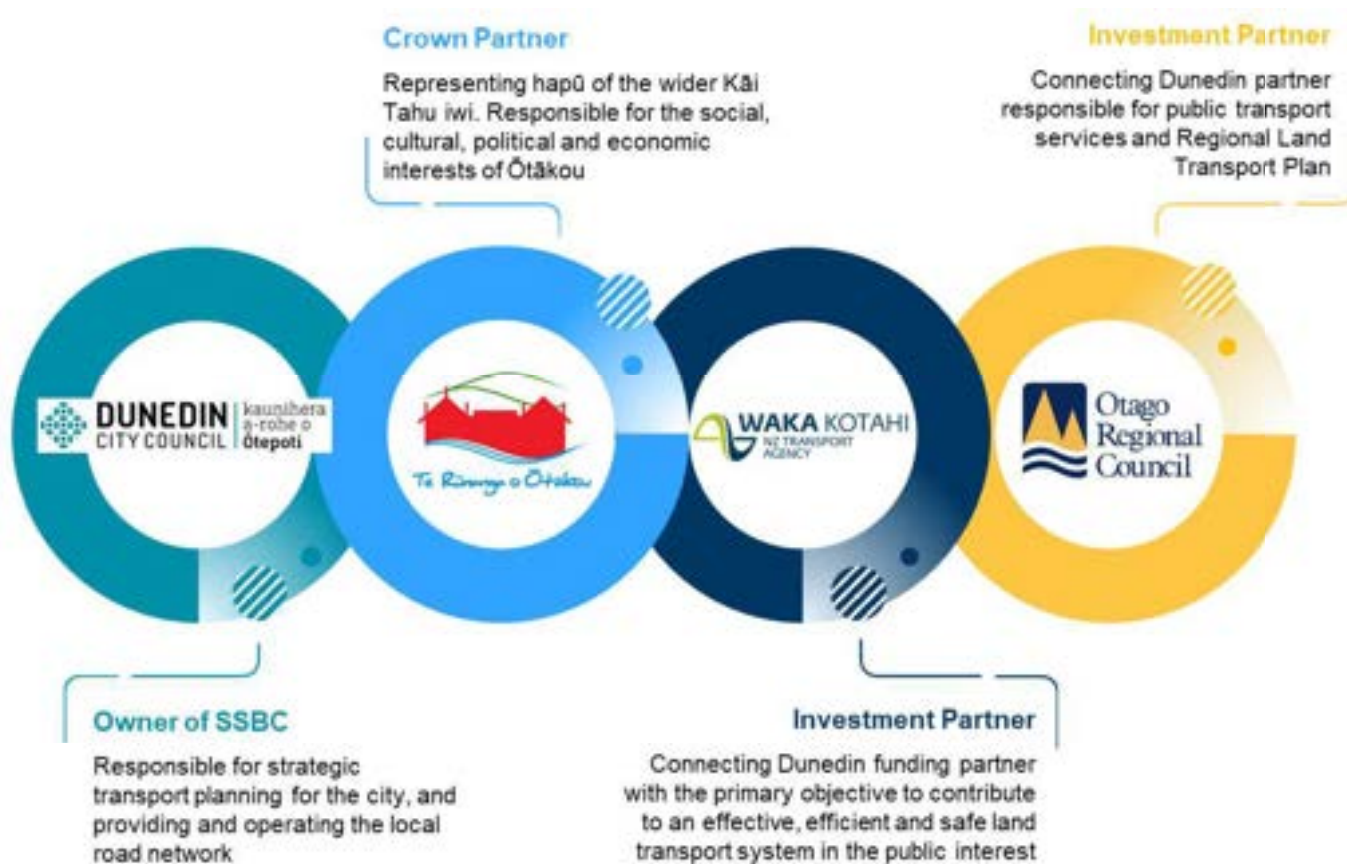 Crown Partner
Representing hapū of the wider Kāi
Tahu iwi. Responsible for the social,
cultural, political and economic
interests of Ōtākou
Investment Partner
Connecting Dunedin partner
responsible for public transport
services and Regional Land
Transport Plan
DUNEDIN
CITY COUNCIL
kaunihera
a-rohe o
Ōtepoti
Te Rūnanga o Ōtākou
WAKA KOTAHI
NZ TRANSPORT
AGENCY
Otago
Regional
Council
Owner of SSBC
Responsible for strategic
transport planning for the city, and
providing and operating the local
road network
Investment Partner
Connecting Dunedin funding partner
with the primary objective to contribute
to an effective, efficient and safe land
transport system in the public interest